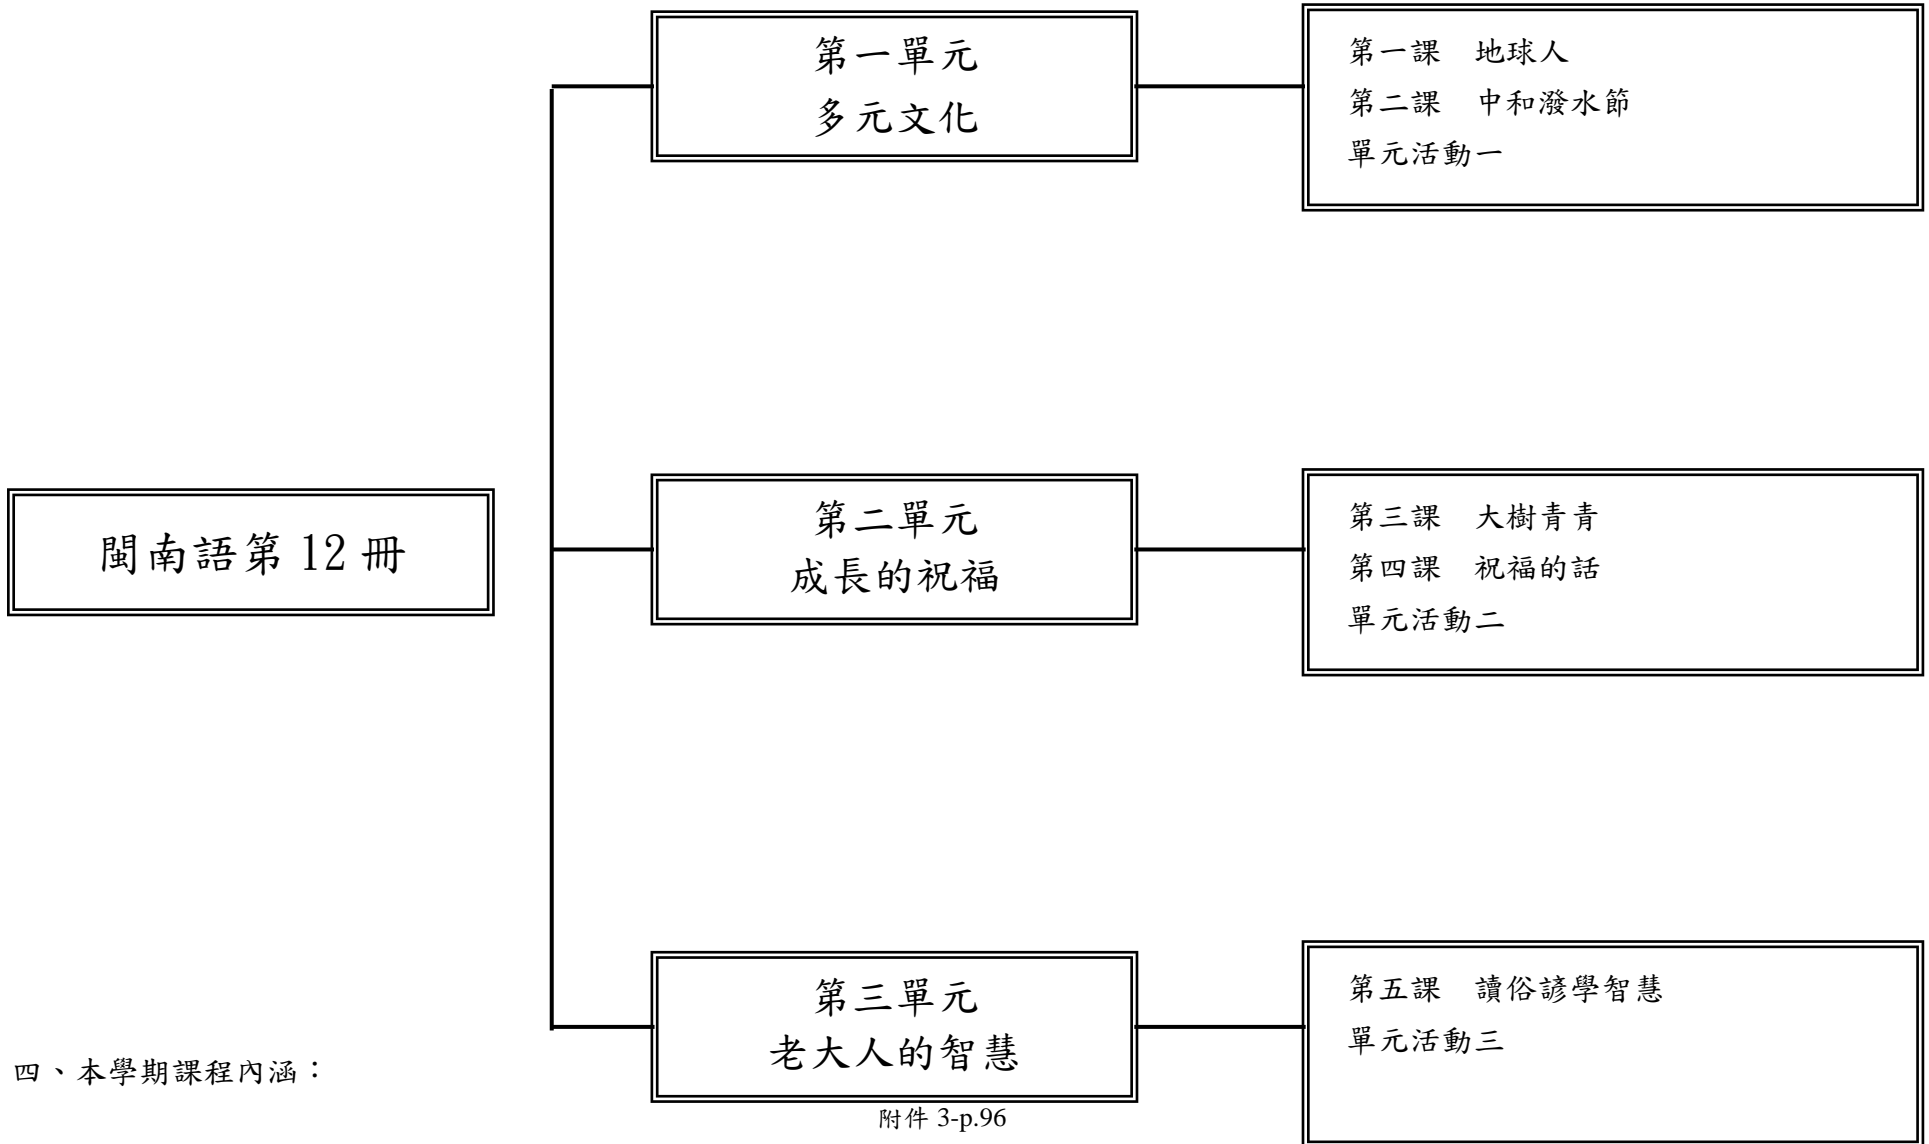 閩南語第 12 冊
第一單元
多元文化
第一課　地球人
第二課　中和潑水節
單元活動一
第二單元
成長的祝福
第三課　大樹青青
第四課　祝福的話
單元活動二
第三單元
老大人的智慧
第五課　讀俗諺學智慧
單元活動三
四、本學期課程內涵：
附件 3-p.96